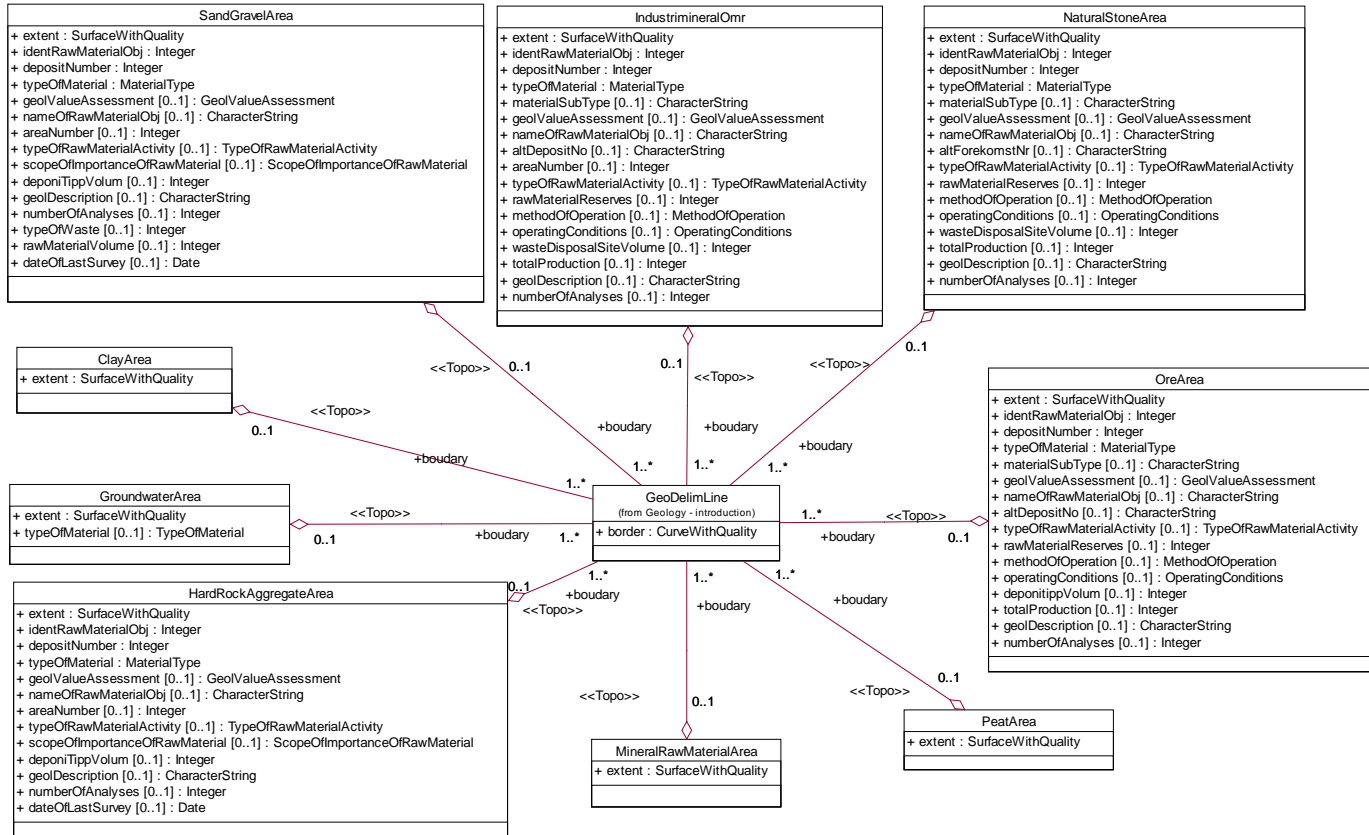 SandGravelArea
+ extent : SurfaceWithQuality
+ identRawMaterialObj : Integer
+ depositNumber : Integer
+ typeOfMaterial : MaterialType
+ geolValueAssessment [0..1] : GeolValueAssessment
+ nameOfRawMaterialObj [0..1] : CharacterString
+ areaNumber [0..1] : Integer
+ typeOfRawMaterialActivity [0..1] : TypeOfRawMaterialActivity
+ scopeOfImportanceOfRawMaterial [0..1] : ScopeOfImportanceOfRawMaterial
+ deponiTippVolum [0..1] : Integer
+ geolDescription [0..1] : CharacterString
+ numberOfAnalyses [0..1] : Integer
+ typeOfWaste [0..1] : Integer
+ rawMaterialVolume [0..1] : Integer
+ dateOfLastSurvey [0..1] : Date
IndustrimineralOmr
+ extent : SurfaceWithQuality
+ identRawMaterialObj : Integer
+ depositNumber : Integer
+ typeOfMaterial : MaterialType
+ materialSubType [0..1] : CharacterString
+ geolValueAssessment [0..1] : GeolValueAssessment
+ nameOfRawMaterialObj [0..1] : CharacterString
+ altDepositNo [0..1] : CharacterString
+ areaNumber [0..1] : Integer
+ typeOfRawMaterialActivity [0..1] : TypeOfRawMaterialActivity
+ rawMaterialReserves [0..1] : Integer
+ methodOfOperation [0..1] : MethodOfOperation
+ operatingConditions [0..1] : OperatingConditions
+ wasteDisposalSiteVolume [0..1] : Integer
+ totalProduction [0..1] : Integer
+ geolDescription [0..1] : CharacterString
+ numberOfAnalyses [0..1] : Integer
NaturalStoneArea
+ extent : SurfaceWithQuality
+ identRawMaterialObj : Integer
+ depositNumber : Integer
+ typeOfMaterial : MaterialType
+ materialSubType [0..1] : CharacterString
+ geolValueAssessment [0..1] : GeolValueAssessment
+ nameOfRawMaterialObj [0..1] : CharacterString
+ altForekomstNr [0..1] : CharacterString
+ typeOfRawMaterialActivity [0..1] : TypeOfRawMaterialActivity
+ rawMaterialReserves [0..1] : Integer
+ methodOfOperation [0..1] : MethodOfOperation
+ operatingConditions [0..1] : OperatingConditions
+ wasteDisposalSiteVolume [0..1] : Integer
+ totalProduction [0..1] : Integer
+ geolDescription [0..1] : CharacterString
+ numberOfAnalyses [0..1] : Integer
0..1
<<Topo>>
+boudary
1..*
0..1
<<Topo>>
+boudary
1..*
0..1
<<Topo>>
+boudary
1..*
ClayArea
+ extent : SurfaceWithQuality
0..1
<<Topo>>
+boudary
1..*
OreArea
+ extent : SurfaceWithQuality
+ identRawMaterialObj : Integer
+ depositNumber : Integer
+ typeOfMaterial : MaterialType
+ materialSubType [0..1] : CharacterString
+ geolValueAssessment [0..1] : GeolValueAssessment
+ nameOfRawMaterialObj [0..1] : CharacterString
+ altDepositNo [0..1] : CharacterString
+ typeOfRawMaterialActivity [0..1] : TypeOfRawMaterialActivity
+ rawMaterialReserves [0..1] : Integer
+ methodOfOperation [0..1] : MethodOfOperation
+ operatingConditions [0..1] : OperatingConditions
+ deponitippVolum [0..1] : Integer
+ totalProduction [0..1] : Integer
+ geolDescription [0..1] : CharacterString
+ numberOfAnalyses [0..1] : Integer
GroundwaterArea
+ extent : SurfaceWithQuality
+ typeOfMaterial [0..1] : TypeOfMaterial
0..1
<<Topo>>
+boudary
1..*
GeoDelimLine
(from Geology - introduction)
+ border : CurveWithQuality
1..*
+boudary
<<Topo>>
0..1
HardRockAggregateArea
+ extent : SurfaceWithQuality
+ identRawMaterialObj : Integer
+ depositNumber : Integer
+ typeOfMaterial : MaterialType
+ geolValueAssessment [0..1] : GeolValueAssessment
+ nameOfRawMaterialObj [0..1] : CharacterString
+ areaNumber [0..1] : Integer
+ typeOfRawMaterialActivity [0..1] : TypeOfRawMaterialActivity
+ scopeOfImportanceOfRawMaterial [0..1] : ScopeOfImportanceOfRawMaterial
+ deponiTippVolum [0..1] : Integer
+ geolDescription [0..1] : CharacterString
+ numberOfAnalyses [0..1] : Integer
+ dateOfLastSurvey [0..1] : Date
0..1
<<Topo>>
+boudary
1..*
1..*
+boudary
<<Topo>>
0..1
MineralRawMaterialArea
+ extent : SurfaceWithQuality
1..*
+boudary
<<Topo>>
0..1
PeatArea
+ extent : SurfaceWithQuality